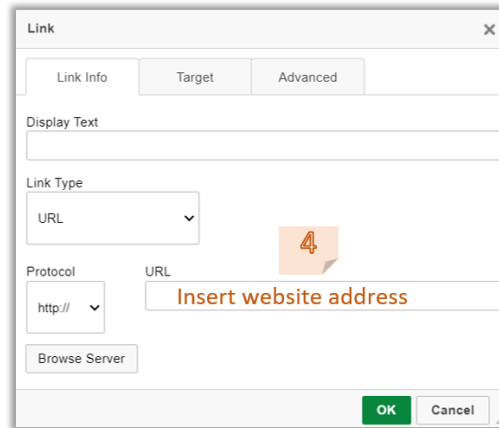 Link
Link Info Target Advanced
Display Text
Link Type
URL
4
Protocol URL
http:// Insert website address
Browse Server
OK Cancel